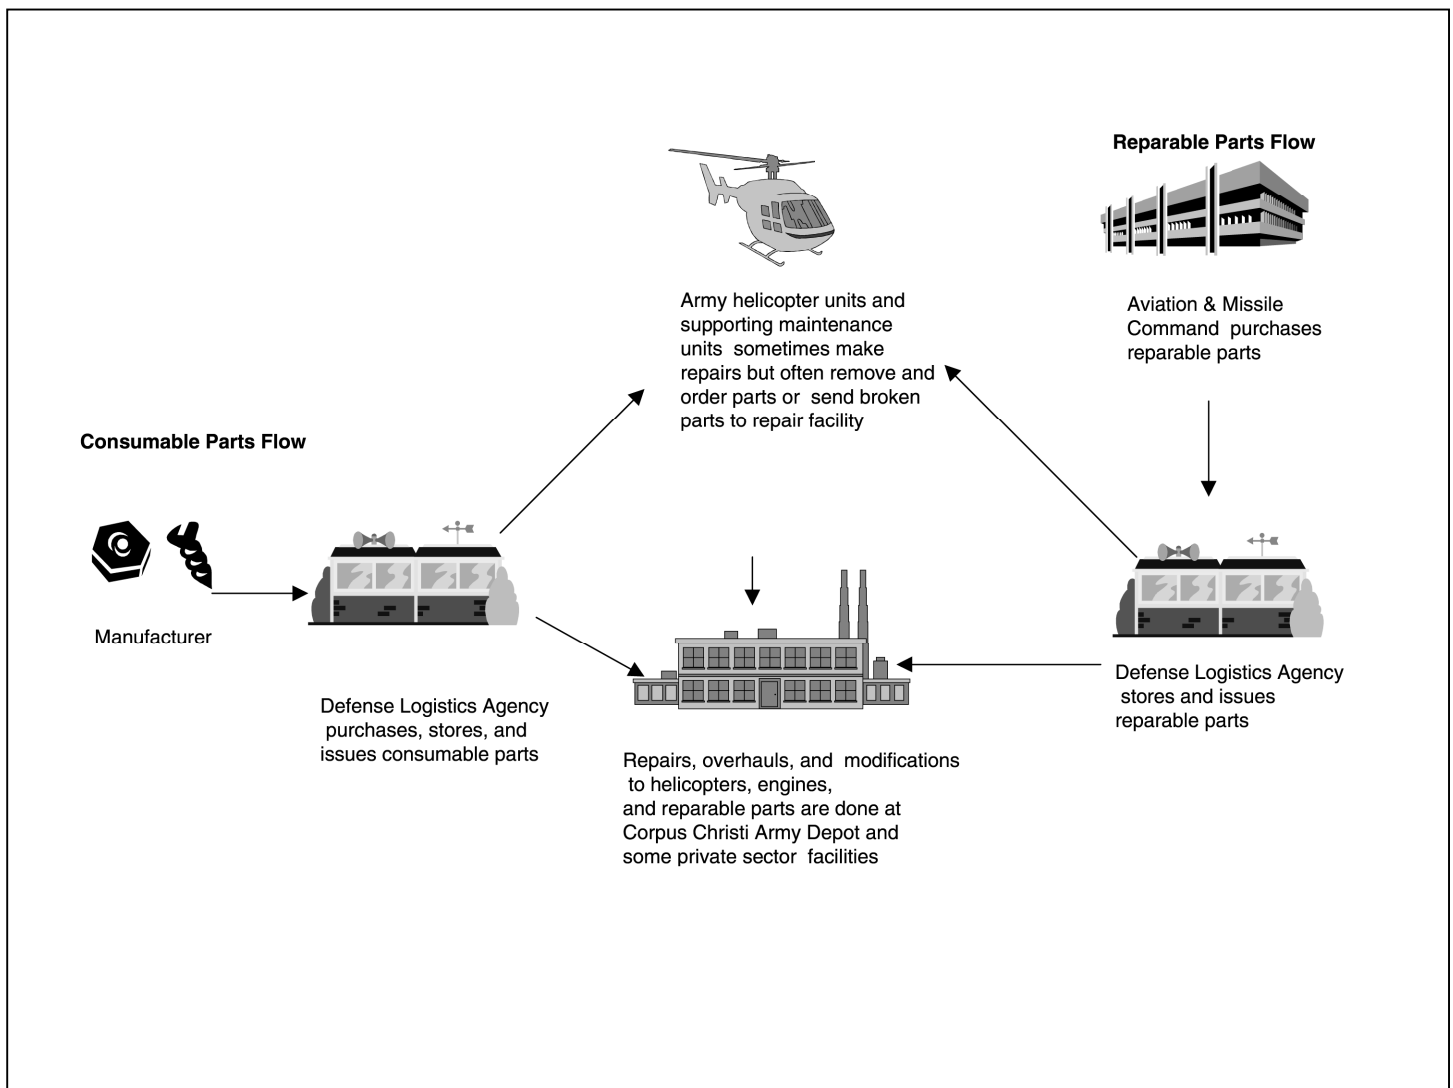 Reparable Parts Flow
Army helicopter units and
supporting maintenance
units sometimes make
repairs but often remove and
order parts or send broken
parts to repair facility
Aviation & Missile
Command purchases
reparable parts
Consumable Parts Flow
Manufacturer
Defense Logistics Agency
purchases, stores, and
issues consumable parts
Repairs, overhauls, and modifications
to helicopters, engines,
and reparable parts are done at
Corpus Christi Army Depot and
some private sector facilities
Defense Logistics Agency
stores and issues
reparable parts